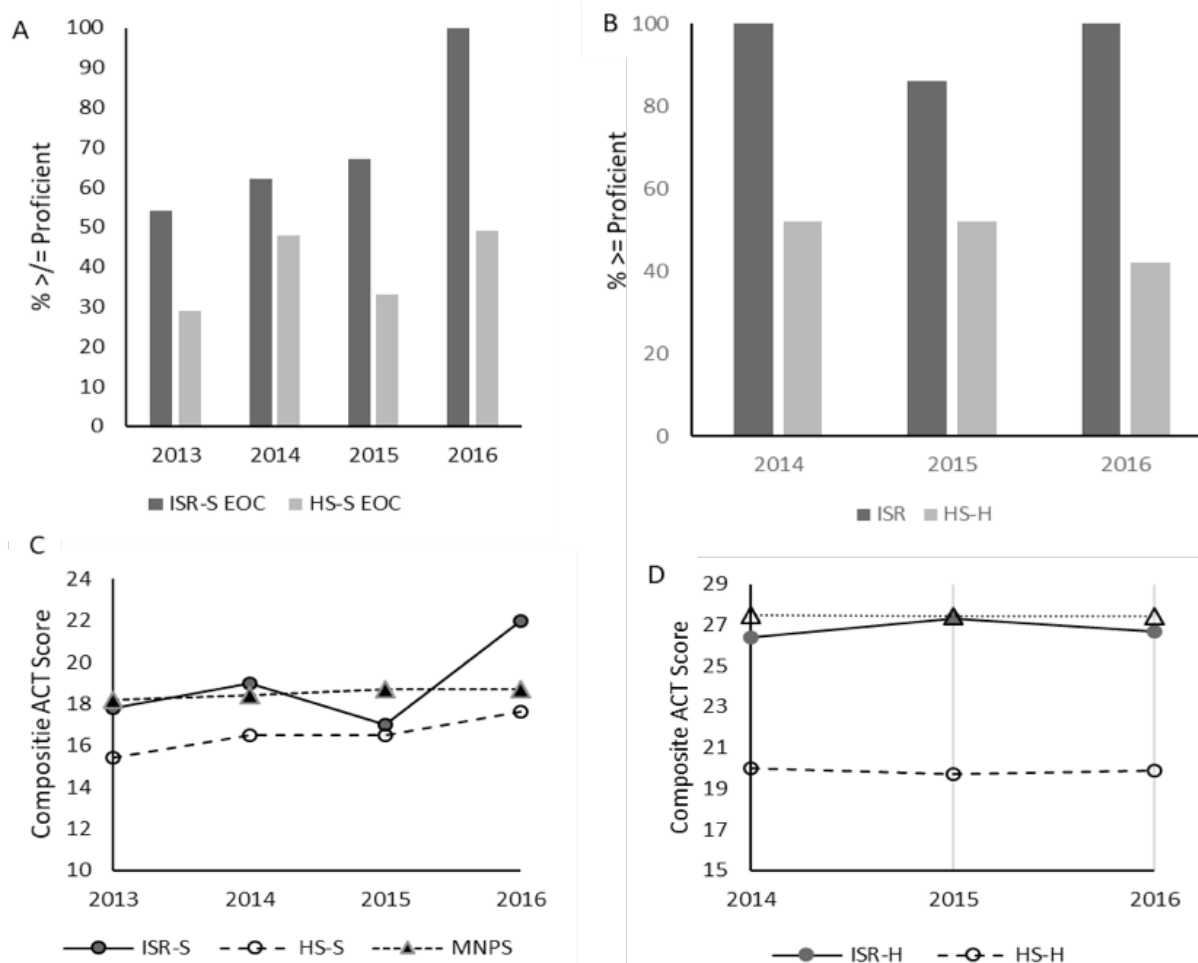 A
% >/= Proficient
100
90
80
70
60
50
40
30
20
10
0
2013 2014 2015 2016
ISR-S EOC HS-S EOC
B
% >= Proficient
100
80
60
40
20
0
2014 2015 2016
ISR HS-H
C
Compositie ACT Score
24
22
20
18
16
14
12
10
2013 2014 2015 2016
ISR-S HS-S MNPS
D
Composite ACT Score
29
27
25
23
21
19
17
15
2014 2015 2016
ISR-H HS-H